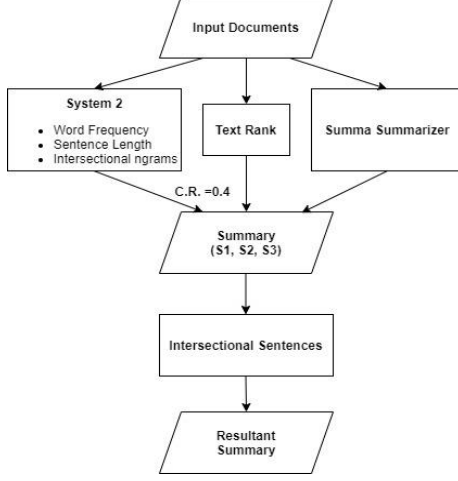 Input Documents
System 2
• Word Frequency
• Sentence Length
• Intersectional ngrams
Text Rank
Summa Summarizer
C.R. =0.4
Summary
(S1, S2, S3)
Intersectional Sentences
Resultant
Summary